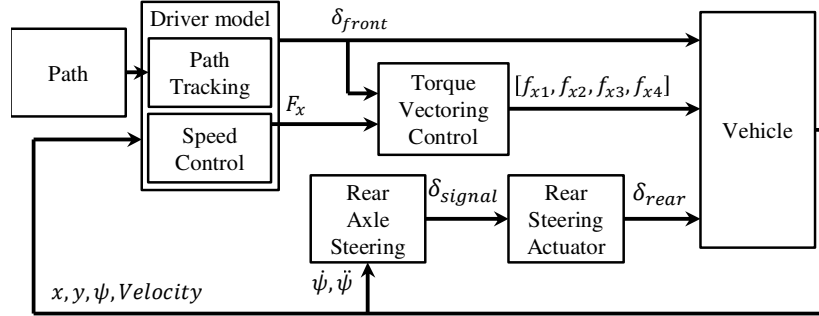 Driver model
δ_front
Path
Path
Tracking
F_x
Torque
Vectoring
Control
[f_x1, f_x2, f_x3, f_x4]
Vehicle
Speed
Control
Rear
Axle
Steering
δ_signal
Rear
Steering
Actuator
δ_rear
x, y, ψ, Velocity
ψ̇, ψ̈